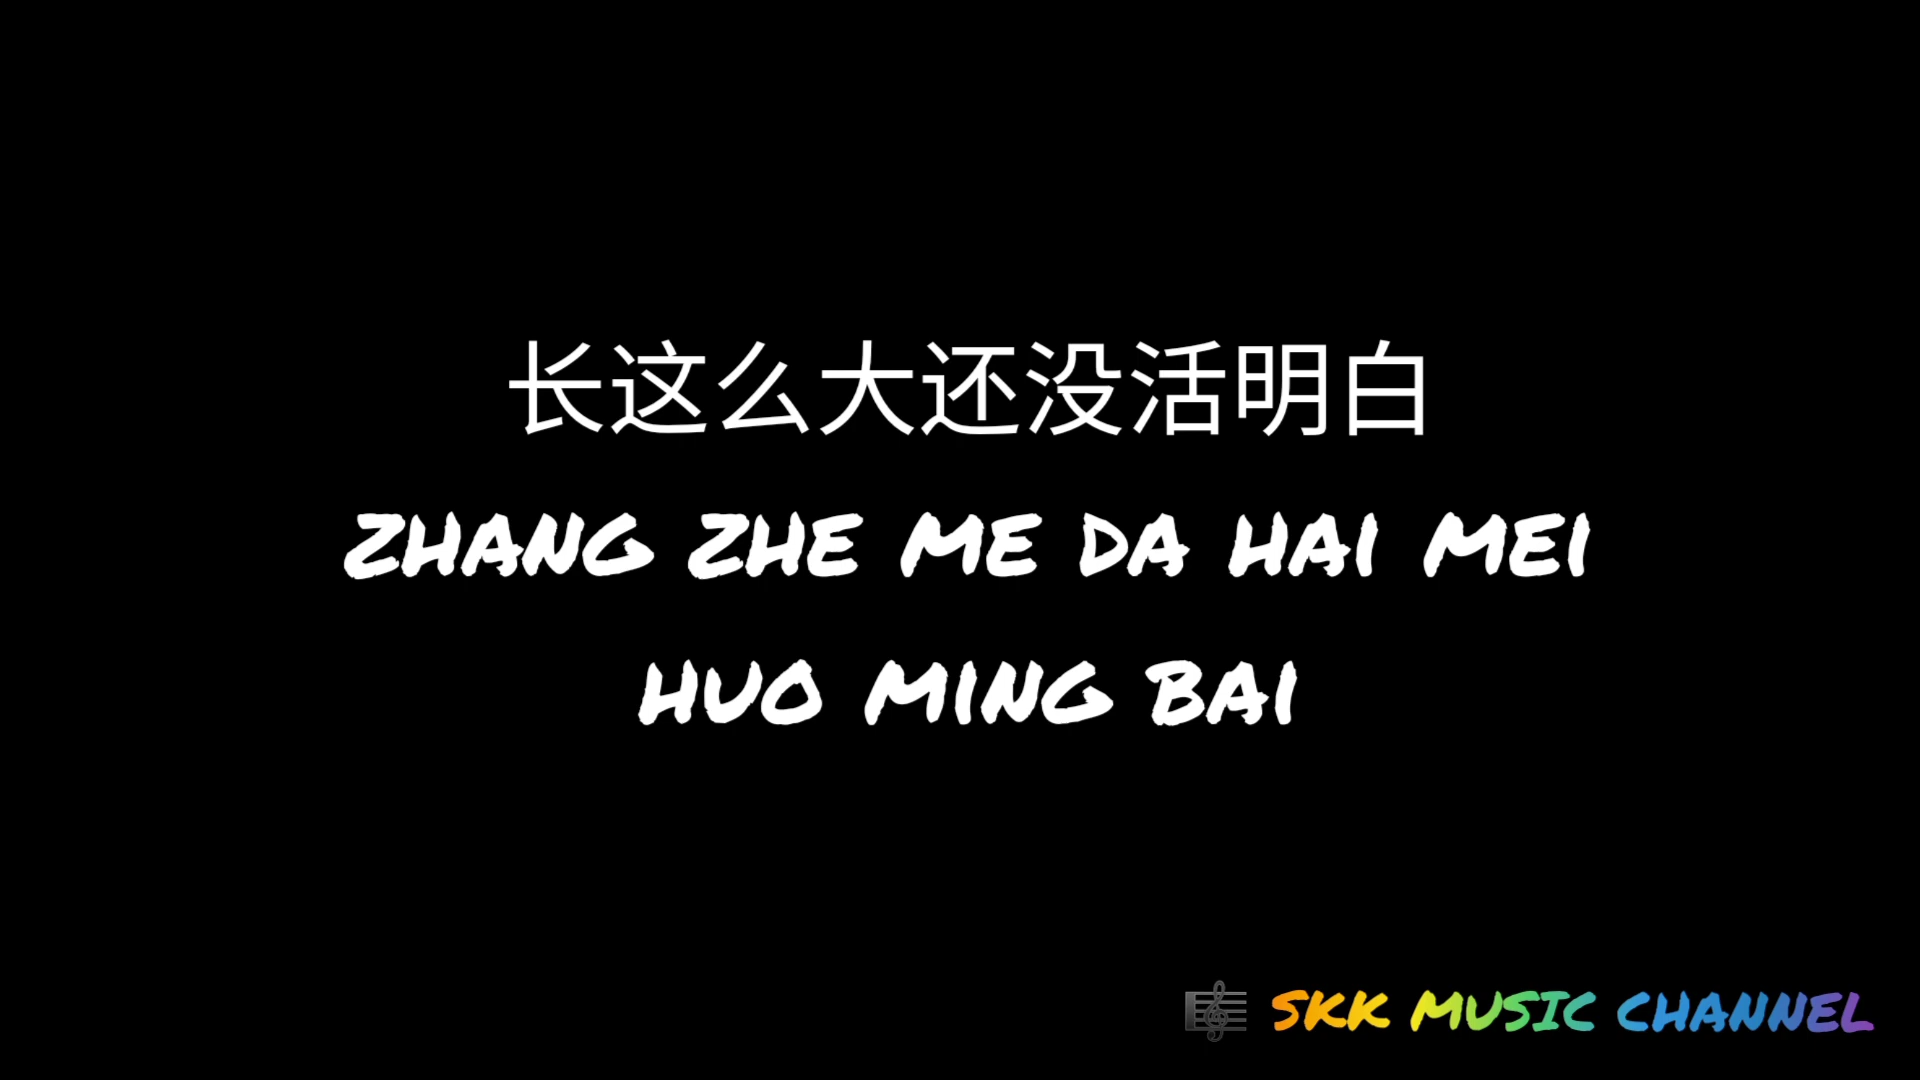 长这么大还没活明白
ZHANG ZHE ME DA HAI MEI
HUO MING BAI
SKK MUSIC CHANNEL